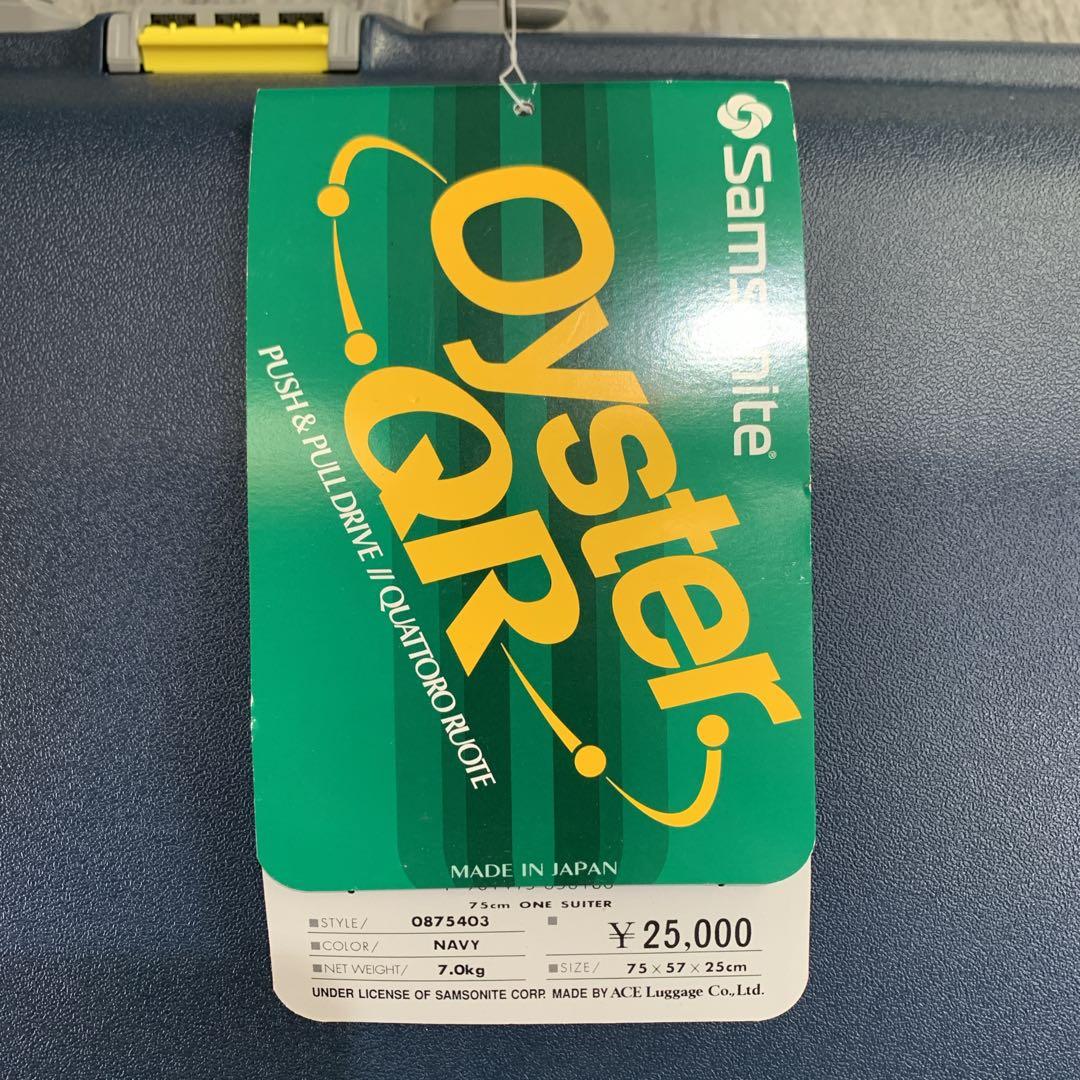 Samsonite®
Oyster
QR
PUSH & PULL DRIVE // QUATTORO RUOTE
MADE IN JAPAN
75cm ONE SUITER
STYLE/ 0875403
¥25,000
COLOR/ NAVY
NET WEIGHT/ 7.0kg
SIZE/ 75×57×25cm
UNDER LICENSE OF SAMSONITE CORP. MADE BY ACE Luggage Co.,Ltd.